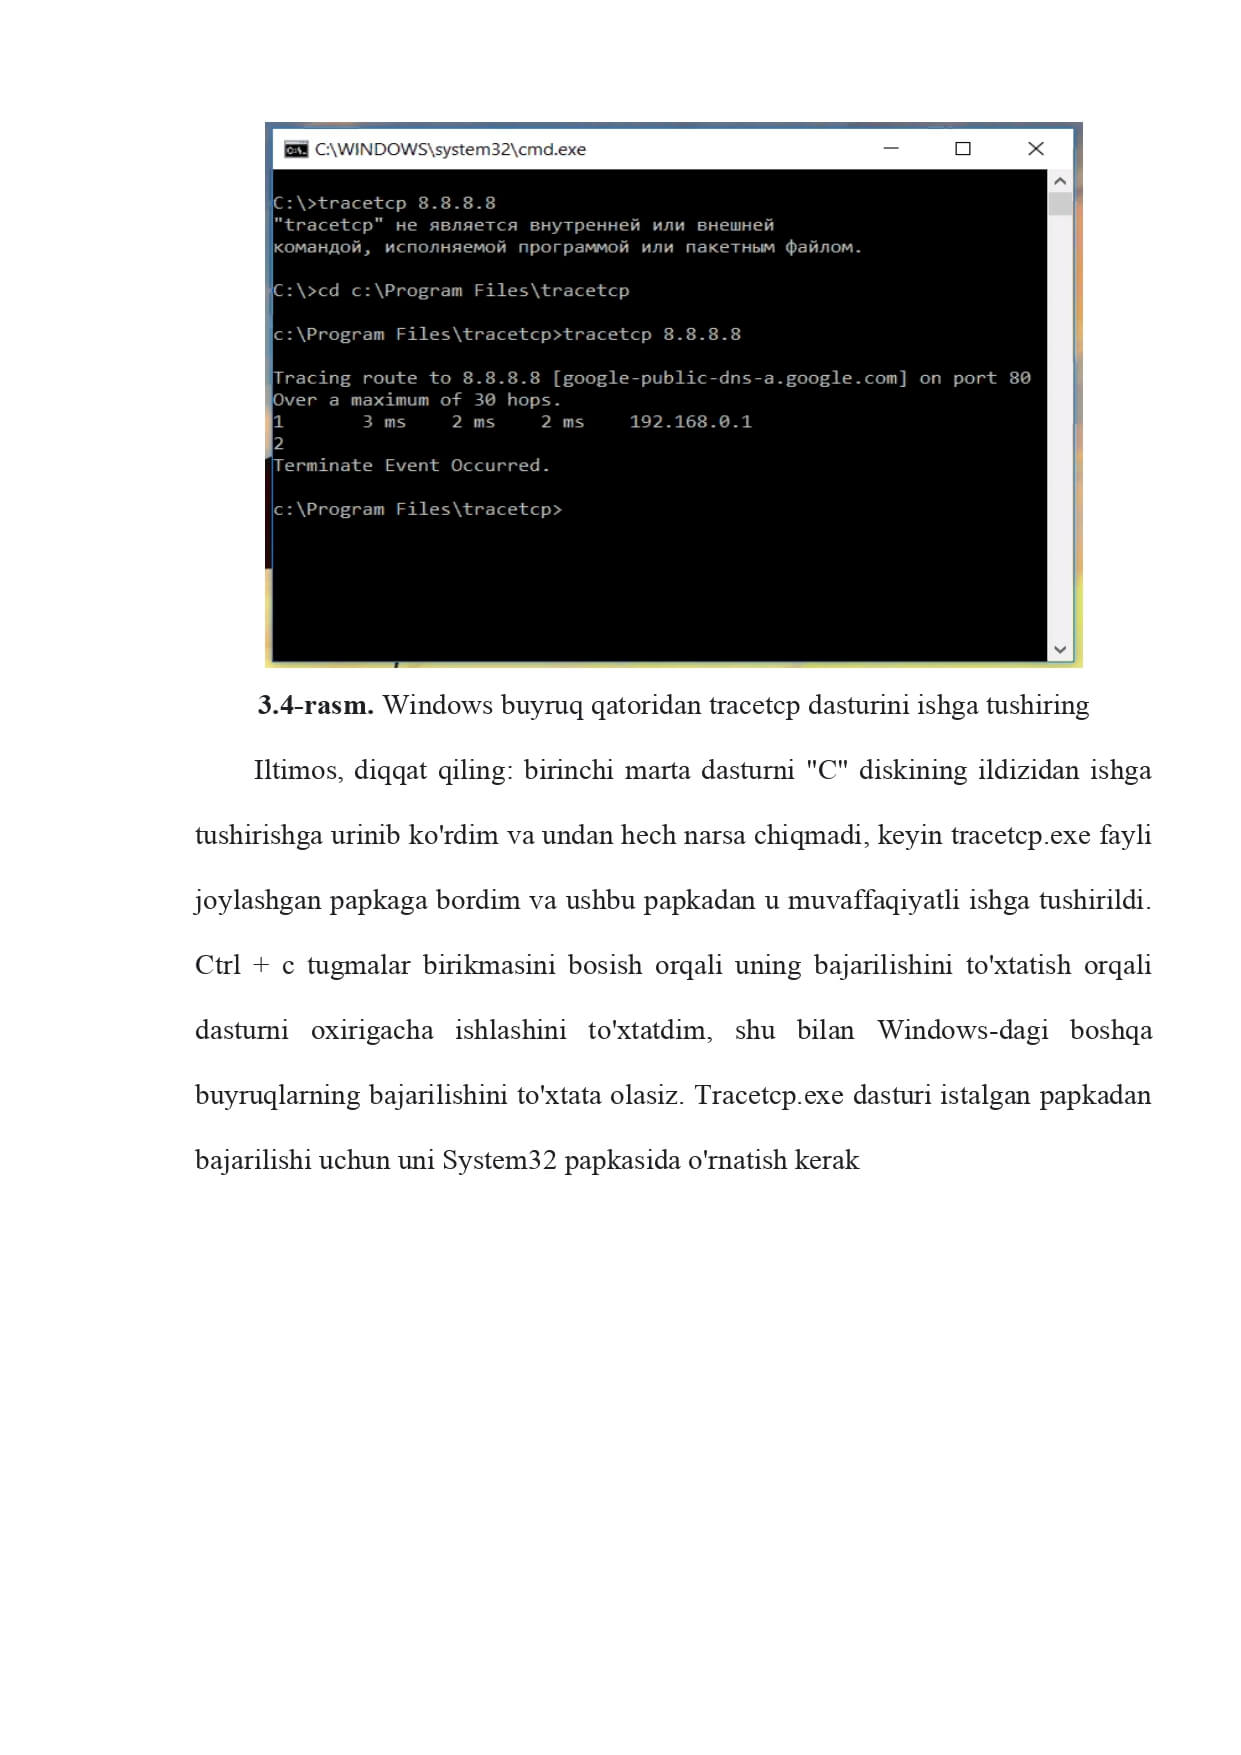 C:\WINDOWS\system32\cmd.exe
C:\>tracetcp 8.8.8.8
"tracetcp" не является внутренней или внешней
командой, исполняемой программой или пакетным файлом.
C:\>cd c:\Program Files\tracetcp
c:\Program Files\tracetcp>tracetcp 8.8.8.8
Tracing route to 8.8.8.8 [google-public-dns-a.google.com] on port 80
Over a maximum of 30 hops.
1 3 ms 2 ms 2 ms 192.168.0.1
2
Terminate Event Occurred.
c:\Program Files\tracetcp>
3.4-rasm. Windows buyruq qatoridan tracetcp dasturini ishga tushiring
Iltimos, diqqat qiling: birinchi marta dasturni "C" diskining ildizidan ishga
tushirishga urinib ko'rdim va undan hech narsa chiqmadi, keyin tracetcp.exe fayli
joylashgan papkaga bordim va ushbu papkadan u muvaffaqiyatli ishga tushirildi.
Ctrl + c tugmalar birikmasini bosish orqali uning bajarilishini to'xtatish orqali
dasturni oxirigacha ishlashini to'xtatdim, shu bilan Windows-dagi boshqa
buyruqlarning bajarilishini to'xtata olasiz. Tracetcp.exe dasturi istalgan papkadan
bajarilishi uchun uni System32 papkasida o'rnatish kerak